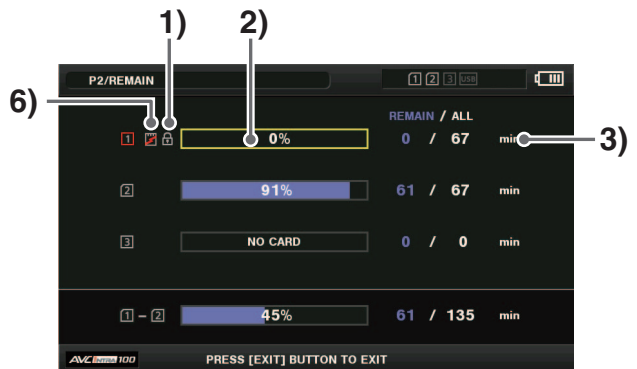 1) 2)
P2/REMAIN 1 2 3 USB
6)
REMAIN / ALL
1 0% 0 / 67 min 3)
2 91% 61 / 67 min
3 NO CARD 0 / 0 min
1 – 2 45% 61 / 135 min
AVC INTRA 100 PRESS [EXIT] BUTTON TO EXIT